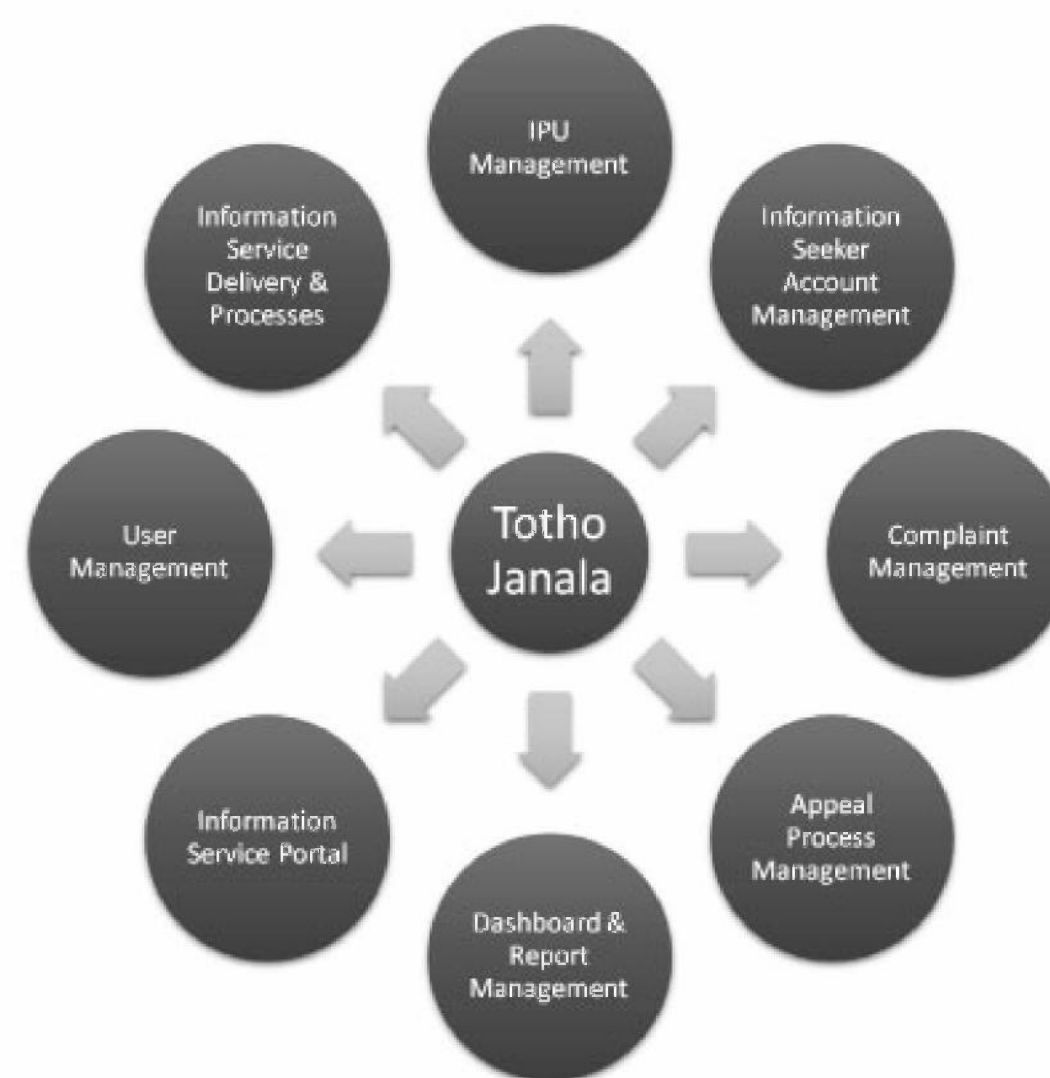 IPU
Management
Information
Seeker
Account
Management
Complaint
Management
Appeal
Process
Management
Dashboard &
Report
Management
Information
Service Portal
User
Management
Information
Service
Delivery &
Processes
Totho
Janala